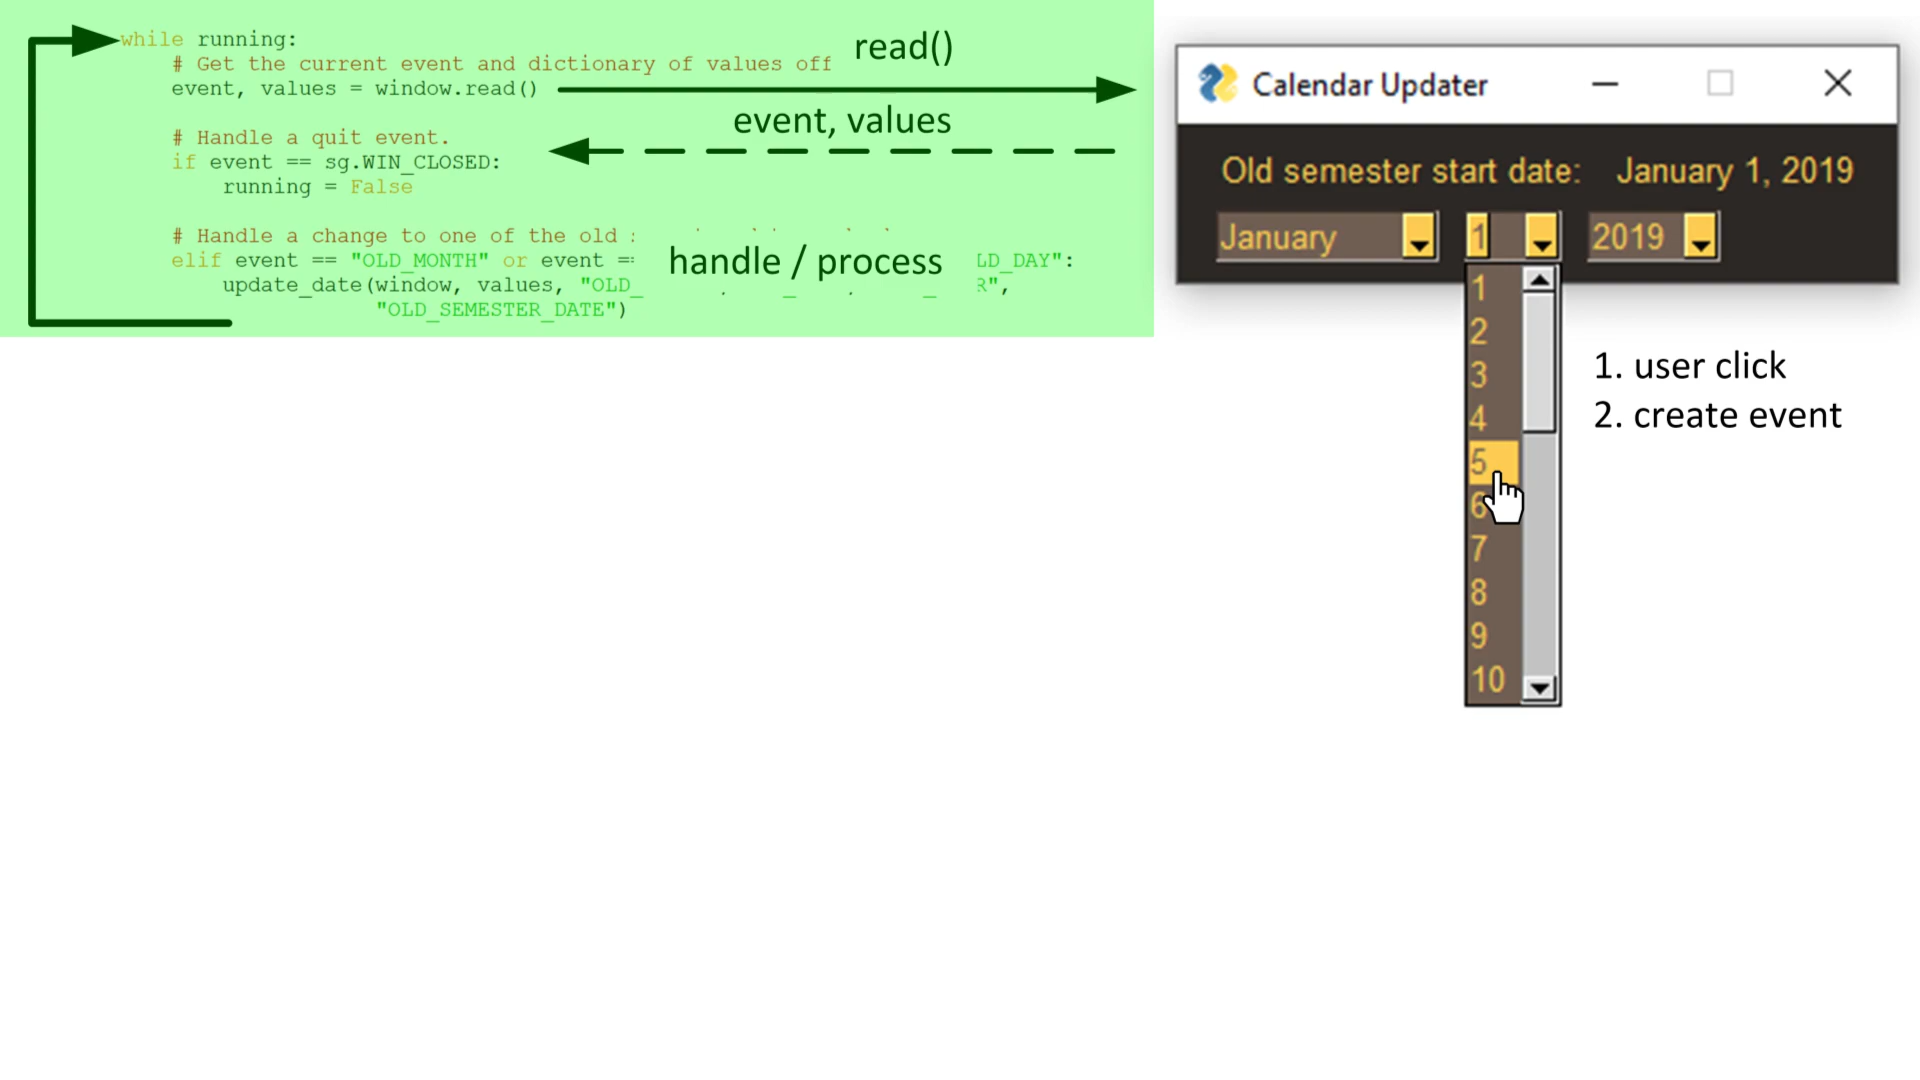 while running:
# Get the current event and dictionary of values off
event, values = window.read()
# Handle a quit event.
if event == sg.WIN_CLOSED:
running = False
# Handle a change to one of the old
elif event == "OLD_MONTH" or event == LD_DAY":
update_date(window, values, "OLD_ R",
"OLD_SEMESTER_DATE")
read()
event, values
handle / process
Calendar Updater
Old semester start date: January 1, 2019
January 1 2019
1
2
3
4
5
6
7
8
9
10
1. user click
2. create event